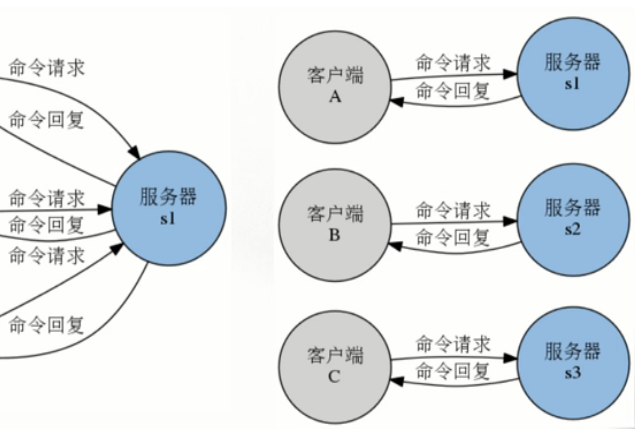 命令请求
命令回复
命令请求
命令回复
命令请求
命令回复
服务器
s1
客户端
A
命令请求
命令回复
服务器
s1
客户端
B
命令请求
命令回复
服务器
s2
客户端
C
命令请求
命令回复
服务器
s3